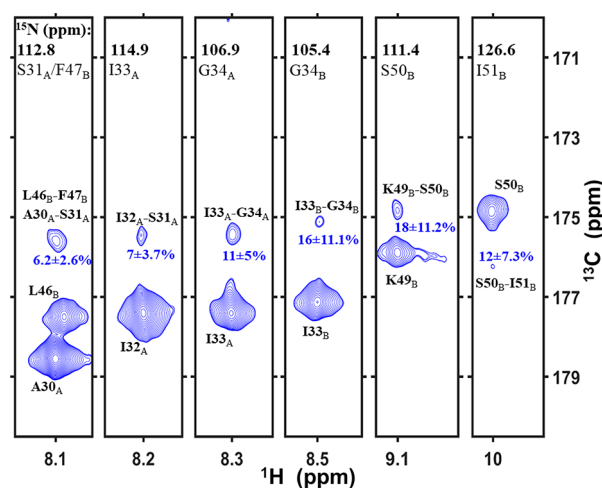 ¹⁵N (ppm):
112.8 114.9 106.9 105.4 111.4 126.6
S31A/F47B I33A G34A G34B S50B I51B
171
173
175
177
179
¹³C (ppm)
L46B-F47B
A30A-S31A
6.2±2.6%
L46B
A30A
I32A-S31A
7±3.7%
I32A
I33A-G34A
11±5%
I33A
I33B-G34B
16±11.1%
I33B
K49B-S50B
18±11.2%
K49B
S50B
12±7.3%
S50B-I51B
8.1 8.2 8.3 8.5 9.1 10
¹H (ppm)